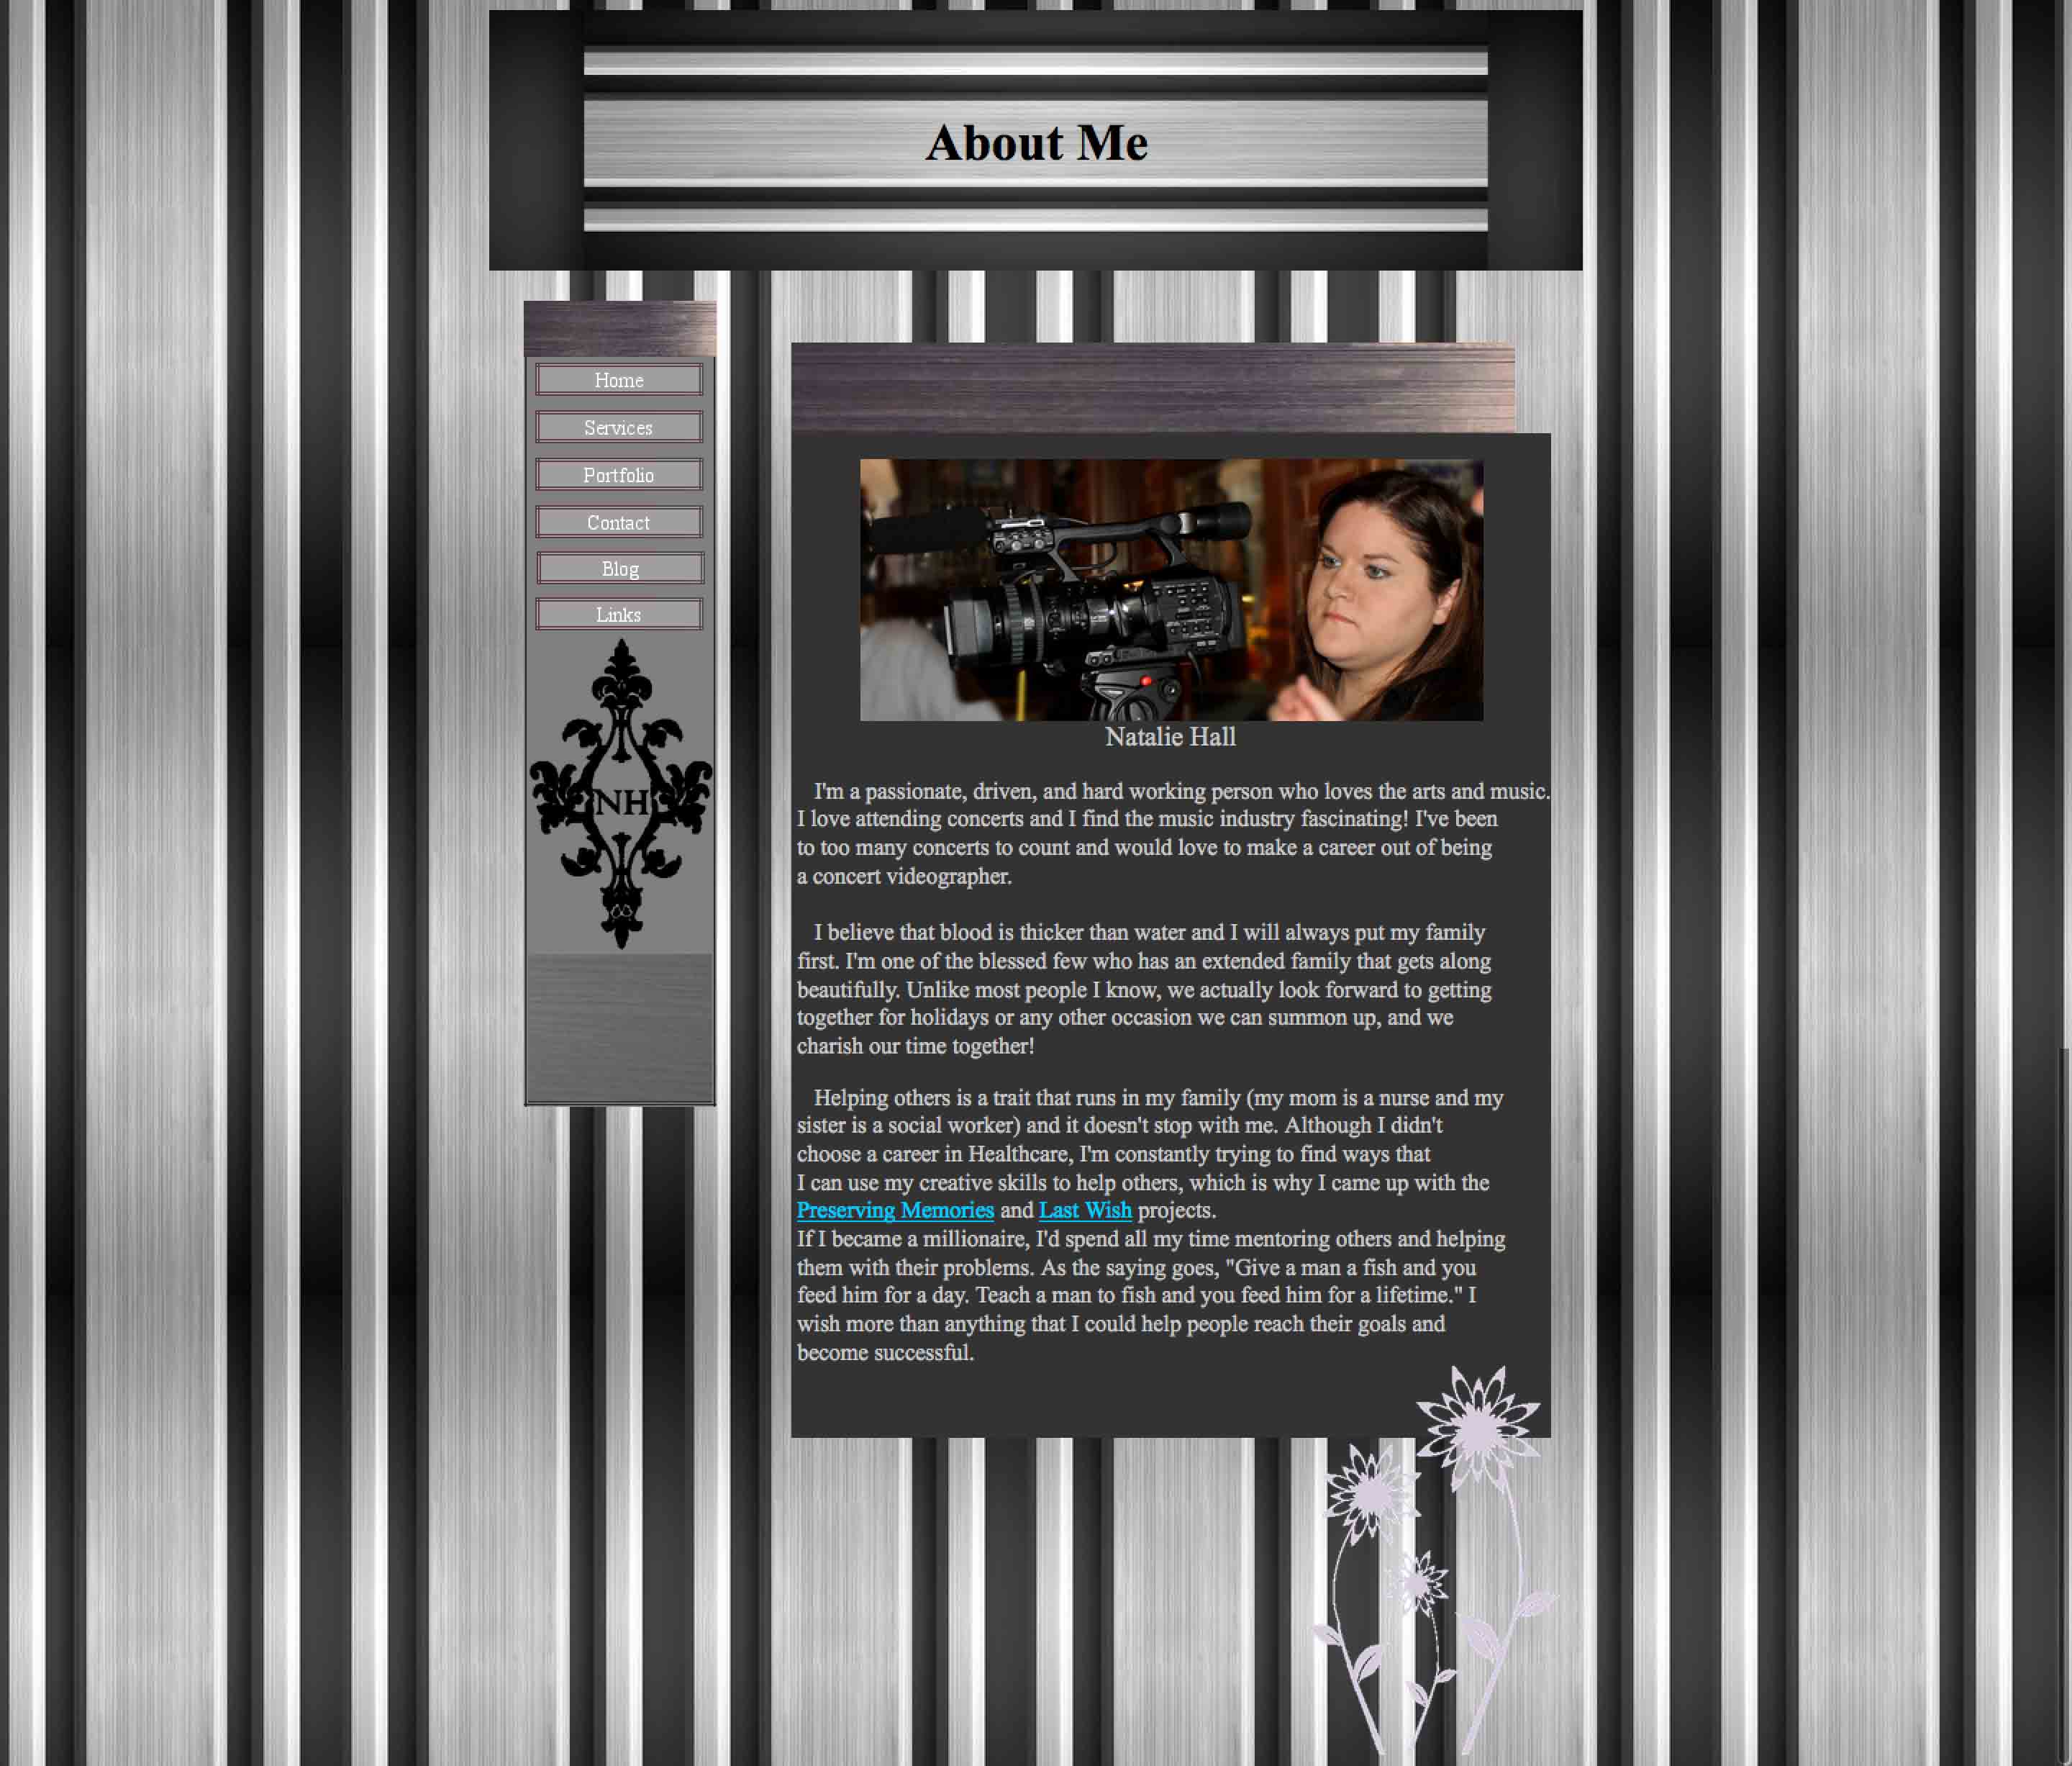 About Me
Home
Services
Portfolio
Contact
Blog
Links
NH
Natalie Hall
I'm a passionate, driven, and hard working person who loves the arts and music.
I love attending concerts and I find the music industry fascinating! I've been
to too many concerts to count and would love to make a career out of being
a concert videographer.
I believe that blood is thicker than water and I will always put my family
first. I'm one of the blessed few who has an extended family that gets along
beautifully. Unlike most people I know, we actually look forward to getting
together for holidays or any other occasion we can summon up, and we
charish our time together!
Helping others is a trait that runs in my family (my mom is a nurse and my
sister is a social worker) and it doesn't stop with me. Although I didn't
choose a career in Healthcare, I'm constantly trying to find ways that
I can use my creative skills to help others, which is why I came up with the
Preserving Memories and Last Wish projects.
If I became a millionaire, I'd spend all my time mentoring others and helping
them with their problems. As the saying goes, "Give a man a fish and you
feed him for a day. Teach a man to fish and you feed him for a lifetime." I
wish more than anything that I could help people reach their goals and
become successful.